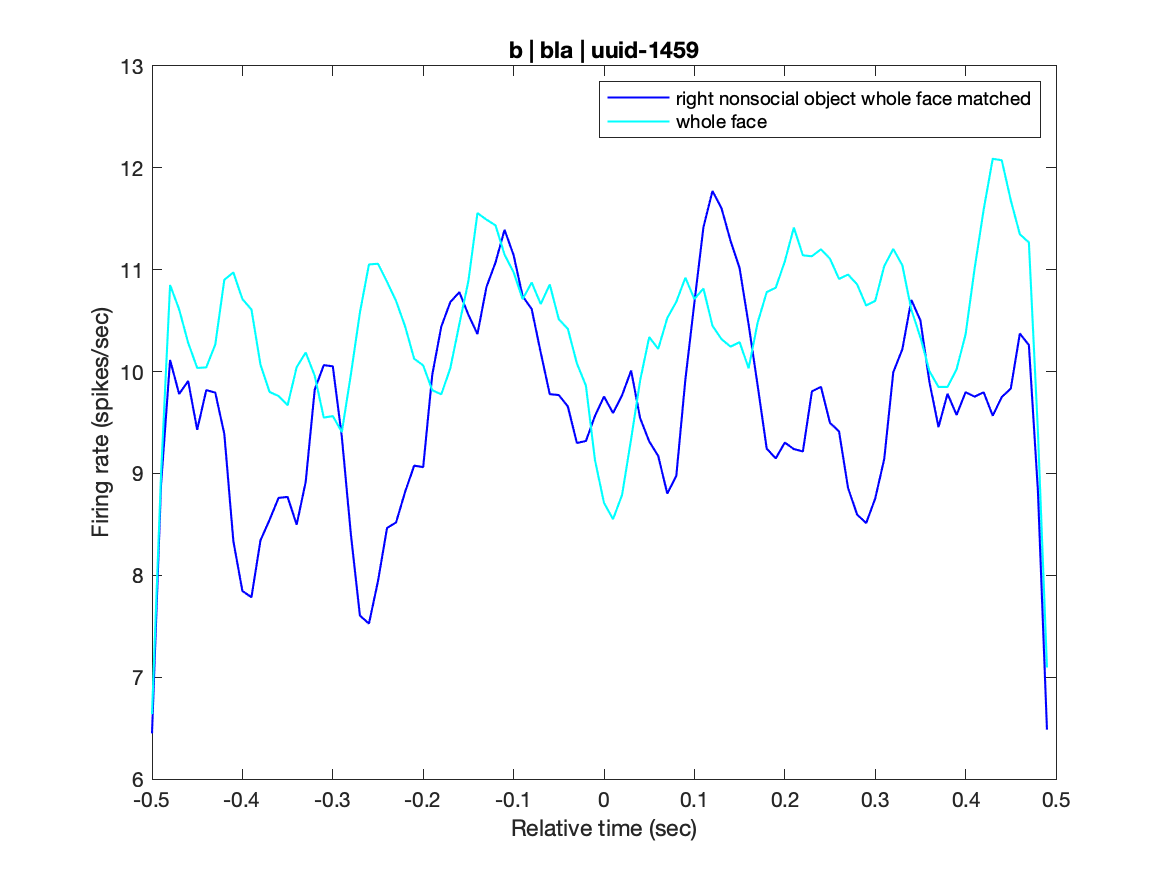 b | bla | uuid-1459
right nonsocial object whole face matched
whole face
13
12
11
10
9
8
7
6
Firing rate (spikes/sec)
-0.5 -0.4 -0.3 -0.2 -0.1 0 0.1 0.2 0.3 0.4 0.5
Relative time (sec)